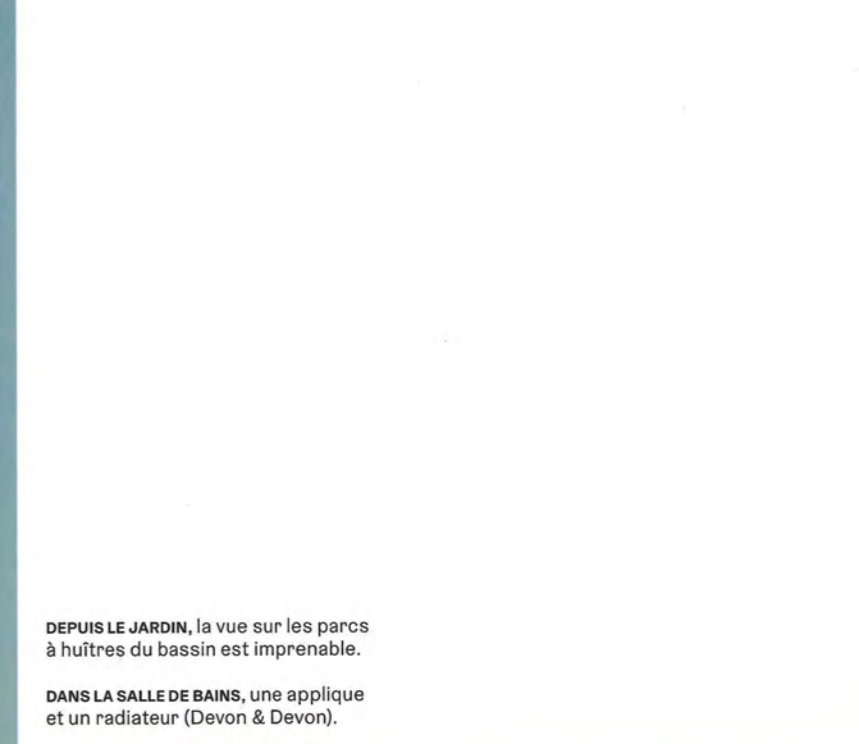 DEPUIS LE JARDIN, la vue sur les parcs
à huîtres du bassin est imprenable.
DANS LA SALLE DE BAINS, une applique
et un radiateur (Devon & Devon).